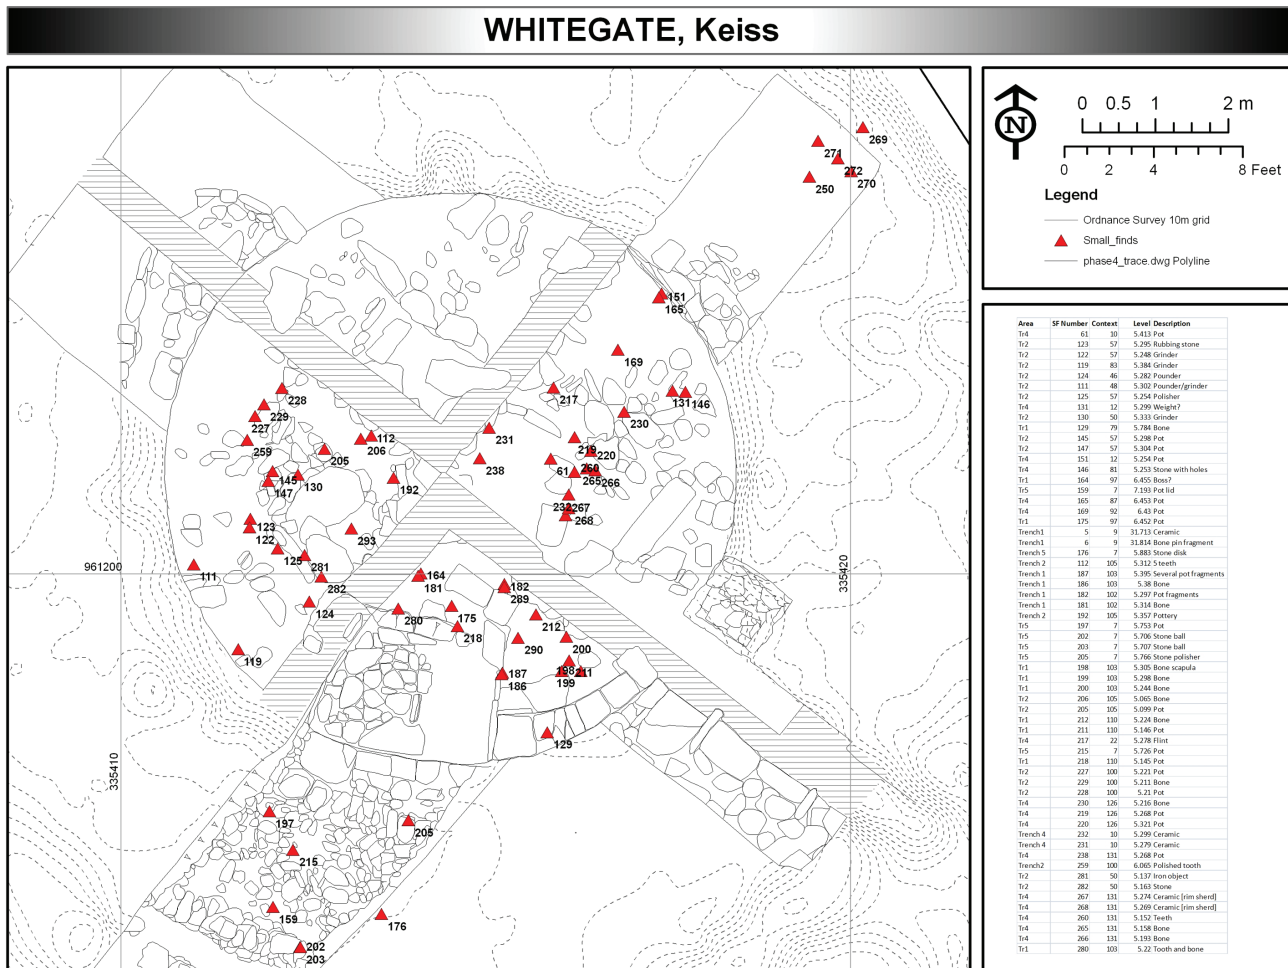 WHITEGATE, Keiss
269
271
272
270
250
151
165
169
228
217
131
146
229
230
227
112
231
259
206
219
205
220
238
61
260
145
130
192
265
266
147
232
267
123
268
122
293
125
281
961200
111
164
282
181
182
289
124
280
175
212
218
290
200
119
198
211
187
199
186
129
335410
335420
197
205
215
159
176
202
203
N
0 0.5 1 2 m
0 2 4 8 Feet
Legend
Ordnance Survey 10m grid
Small_finds
phase4_trace.dwg Polyline
Area SF Number Context Level Description
Tr4 61 10 5.413 Pot
Tr2 123 57 5.295 Rubbing stone
Tr2 122 57 5.248 Grinder
Tr2 119 83 5.384 Grinder
Tr2 124 46 5.282 Pounder
Tr2 111 48 5.302 Pounder/grinder
Tr2 125 57 5.254 Polisher
Tr4 131 12 5.299 Weight?
Tr2 130 50 5.333 Grinder
Tr1 129 79 5.784 Bone
Tr2 145 57 5.298 Pot
Tr2 147 57 5.304 Pot
Tr4 151 12 5.254 Pot
Tr4 146 81 5.253 Stone with holes
Tr1 164 97 6.455 Boss?
Tr5 159 7 7.193 Pot lid
Tr4 165 87 6.453 Pot
Tr4 169 92 6.43 Pot
Tr1 175 97 6.452 Pot
Trench1 5 9 31.713 Ceramic
Trench1 6 9 31.814 Bone pin fragment
Trench 5 176 7 5.883 Stone disk
Trench 2 112 105 5.312 5 teeth
Trench 1 187 103 5.395 Several pot fragments
Trench 1 186 103 5.38 Bone
Trench 1 182 102 5.297 Pot fragments
Trench 1 181 102 5.314 Bone
Trench 2 192 105 5.357 Pottery
Tr5 197 7 5.753 Pot
Tr5 202 7 5.706 Stone ball
Tr5 203 7 5.707 Stone ball
Tr5 205 7 5.766 Stone polisher
Tr1 198 103 5.305 Bone scapula
Tr1 199 103 5.298 Bone
Tr1 200 103 5.244 Bone
Tr2 206 105 5.065 Bone
Tr2 205 105 5.099 Pot
Tr1 212 110 5.224 Bone
Tr1 211 110 5.146 Pot
Tr4 217 22 5.278 Flint
Tr5 215 7 5.726 Pot
Tr1 218 110 5.145 Pot
Tr2 227 100 5.221 Pot
Tr2 229 100 5.211 Bone
Tr2 228 100 5.21 Pot
Tr4 230 126 5.216 Bone
Tr4 219 126 5.268 Pot
Tr4 220 126 5.321 Pot
Trench 4 232 10 5.299 Ceramic
Trench 4 231 10 5.279 Ceramic
Tr4 238 131 5.268 Pot
Trench2 259 100 6.065 Polished tooth
Tr2 281 50 5.137 Iron object
Tr2 282 50 5.163 Stone
Tr4 267 131 5.274 Ceramic [rim sherd]
Tr4 268 131 5.269 Ceramic [rim sherd]
Tr4 260 131 5.152 Teeth
Tr4 265 131 5.158 Bone
Tr4 266 131 5.193 Bone
Tr1 280 103 5.22 Tooth and bone